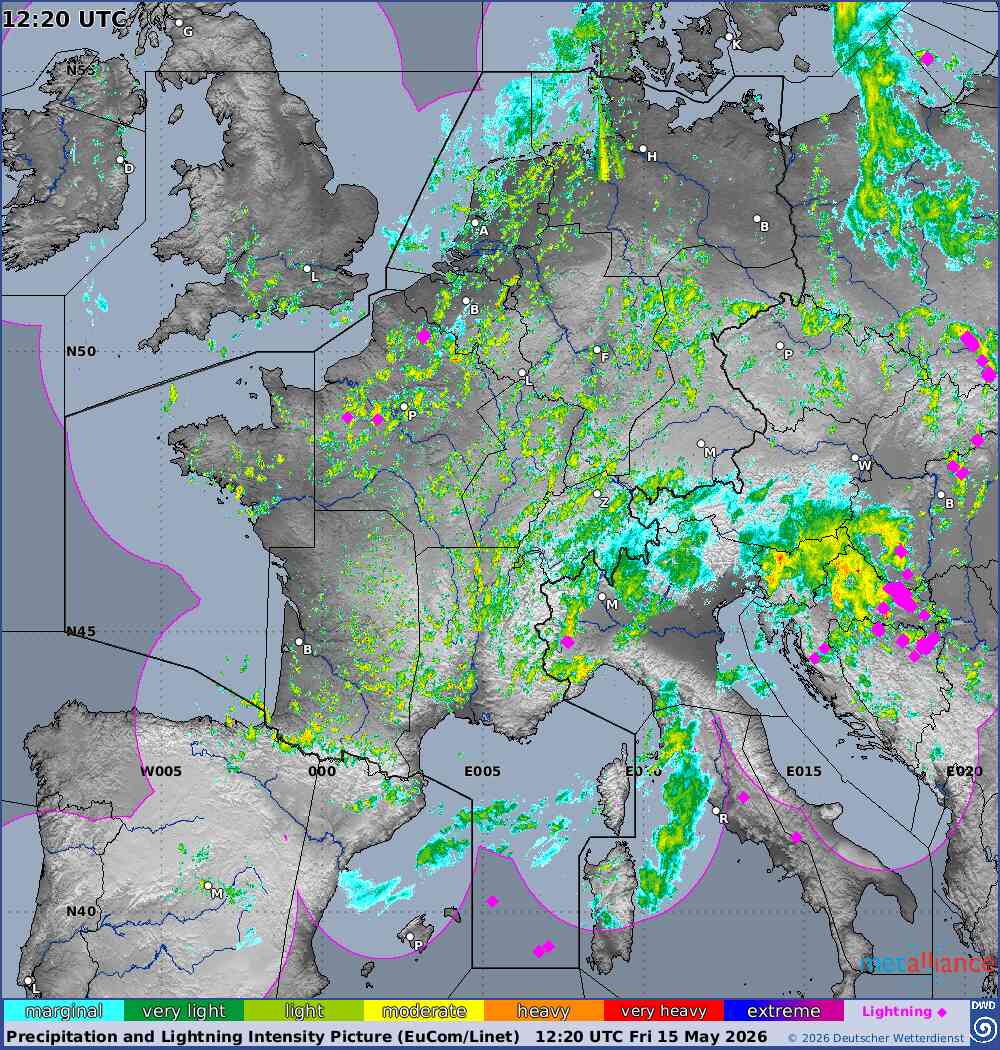 12:20 UTC
G
K
N55
D
H
A
B
L
B
N50
F
P
L
P
M
W
Z
B
M
N45
B
W005
000
E005
E010
E015
E020
R
M
N40
P
metalliance
L
marginal very light light moderate heavy very heavy extreme Lightning
DWD
Precipitation and Lightning Intensity Picture (EuCom/Linet) 12:20 UTC Fri 15 May 2026 © 2026 Deutscher Wetterdienst